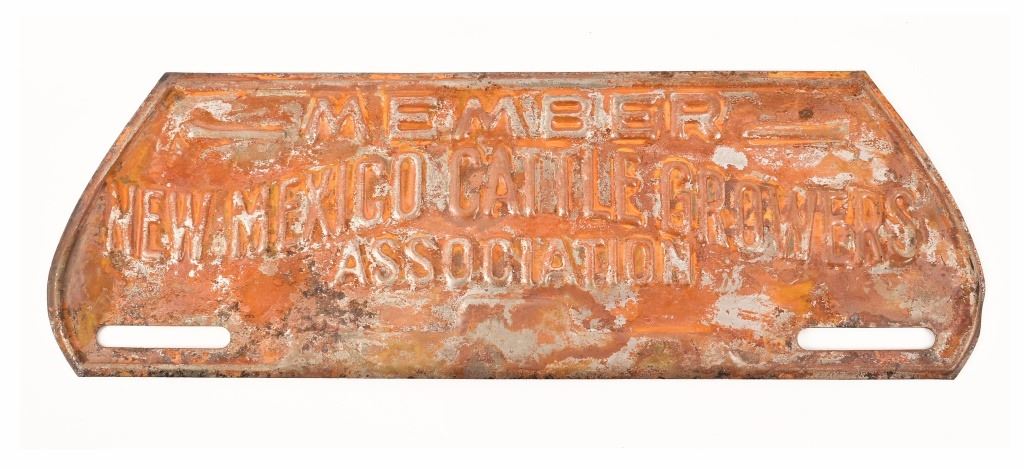 MEMBER
NEW MEXICO CATTLE GROWERS
ASSOCIATION